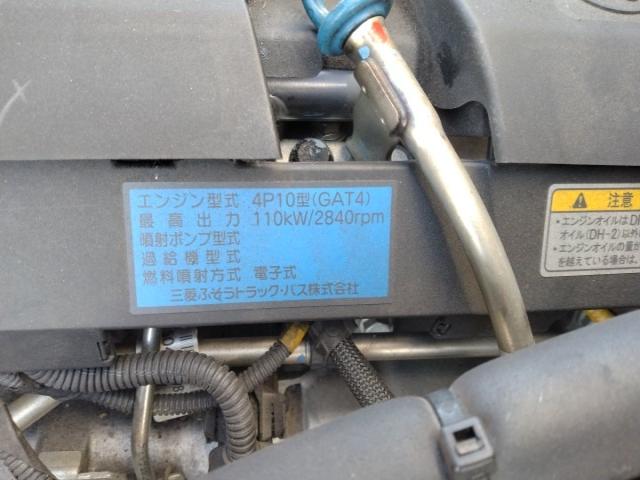 エンジン型式 4P10型(GAT4)
最高出力 110kW/2840rpm
噴射ポンプ型式
過給機型式
燃料噴射方式 電子式
三菱ふそうトラック・バス株式会社
注意
・エンジンオイルはD
オイル(DH-2)以外
・エンジンオイルの量が
を越えている場合は、